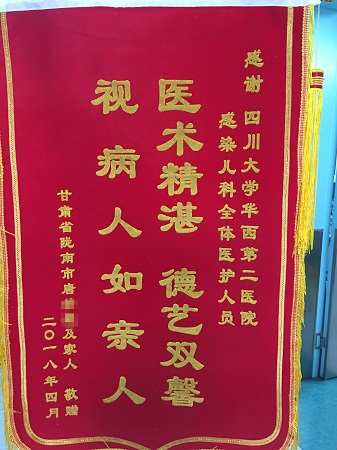 感谢 四川大学华西第二医院
感染儿科全体医护人员
医术精湛 德艺双馨
视病人如亲人
甘肃省陇南市唐 及家人 敬赠
二〇一八年四月